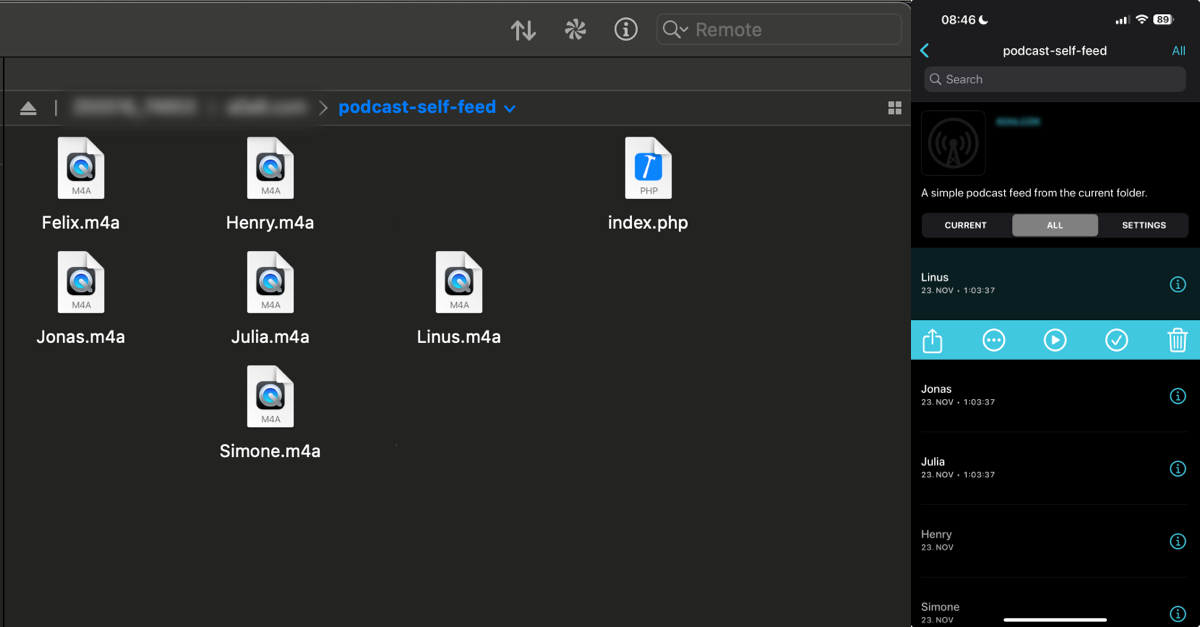 Remote
podcast-self-feed
M4A
M4A
PHP
Felix.m4a
Henry.m4a
index.php
M4A
M4A
M4A
Jonas.m4a
Julia.m4a
Linus.m4a
M4A
Simone.m4a
08:46
89
podcast-self-feed
All
Search
A simple podcast feed from the current folder.
CURRENT
ALL
SETTINGS
Linus
23. NOV • 1:03:37
Jonas
23. NOV • 1:03:37
Julia
23. NOV • 1:03:37
Henry
23. NOV
Simone
23. NOV